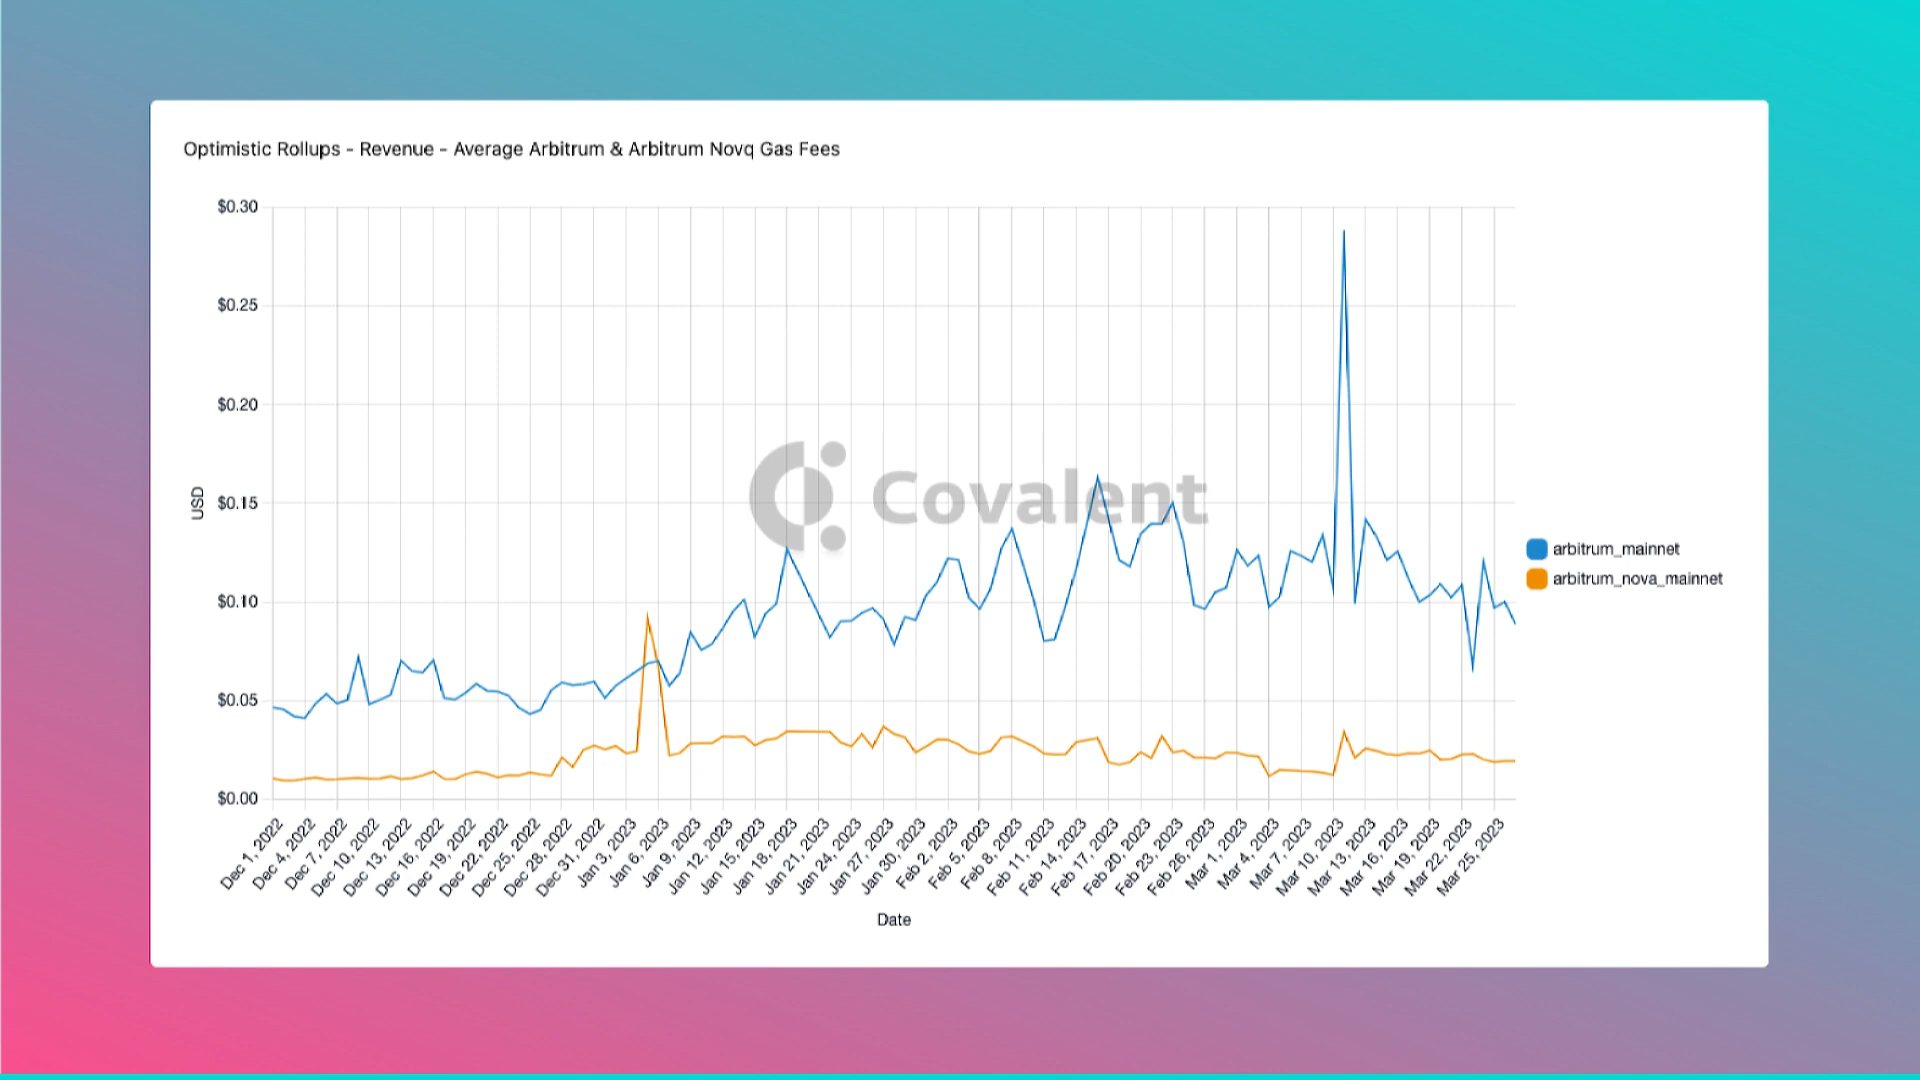 Optimistic Rollups - Revenue - Average Arbitrum & Arbitrum Novq Gas Fees
$0.30
$0.25
$0.20
$0.15
$0.10
$0.05
$0.00
USD
Covalent
arbitrum_mainnet
arbitrum_nova_mainnet
Dec 1, 2022
Dec 4, 2022
Dec 7, 2022
Dec 10, 2022
Dec 13, 2022
Dec 16, 2022
Dec 19, 2022
Dec 22, 2022
Dec 25, 2022
Dec 28, 2022
Dec 31, 2022
Jan 3, 2023
Jan 6, 2023
Jan 9, 2023
Jan 12, 2023
Jan 15, 2023
Jan 18, 2023
Jan 21, 2023
Jan 24, 2023
Jan 27, 2023
Jan 30, 2023
Feb 2, 2023
Feb 5, 2023
Feb 8, 2023
Feb 11, 2023
Feb 14, 2023
Feb 17, 2023
Feb 20, 2023
Feb 23, 2023
Feb 26, 2023
Mar 1, 2023
Mar 4, 2023
Mar 7, 2023
Mar 10, 2023
Mar 13, 2023
Mar 16, 2023
Mar 19, 2023
Mar 22, 2023
Mar 25, 2023
Date